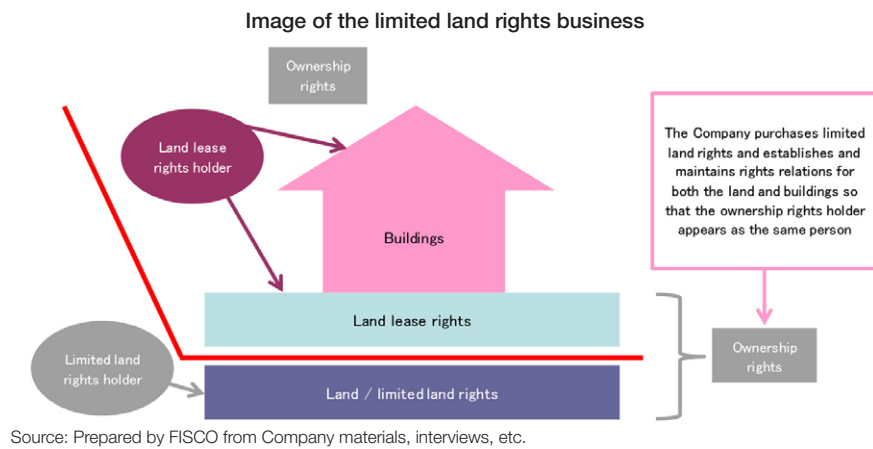 Image of the limited land rights business
Ownership
rights
Land lease
rights holder
The Company purchases limited
land rights and establishes and
maintains rights relations for
both the land and buildings so
that the ownership rights holder
appears as the same person
Buildings
Land lease rights
Limited land
rights holder
Ownership
rights
Land / limited land rights
Source: Prepared by FISCO from Company materials, interviews, etc.